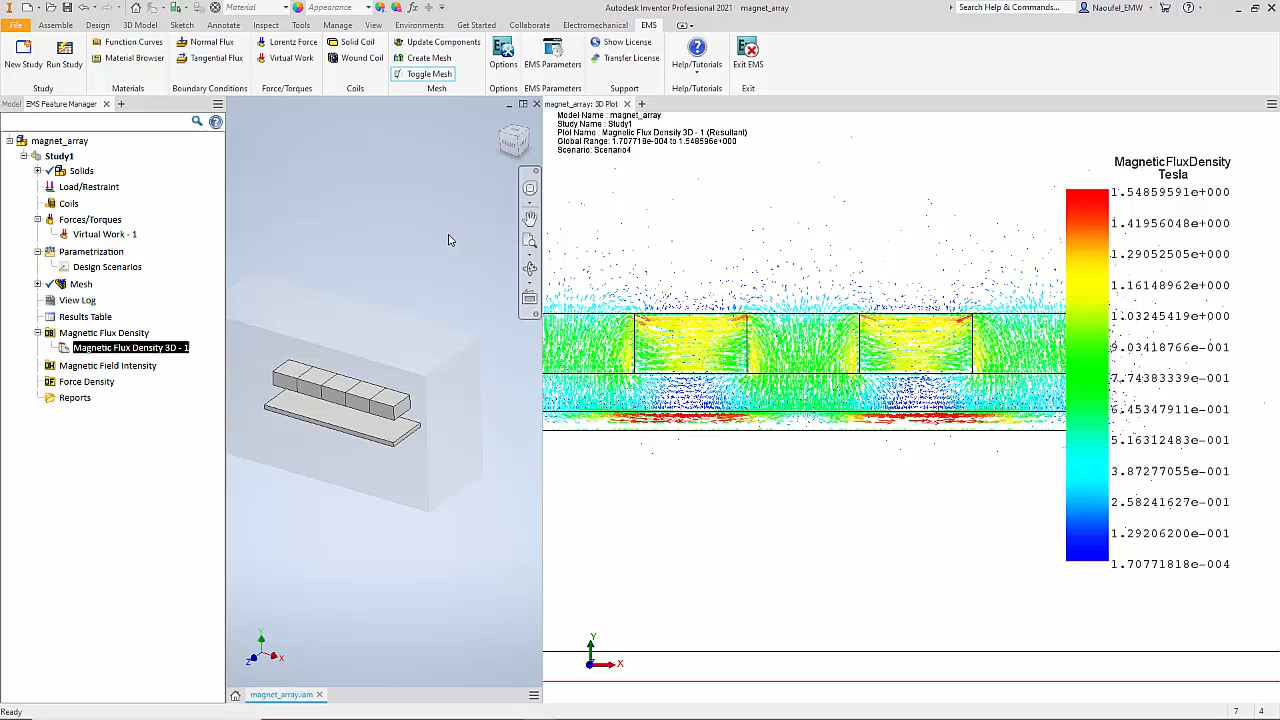 Material
Appearance
Autodesk Inventor Professional 2021   magnet_array
Search Help & Commands...
Naoufel_EMW
File
Assemble
Design
3D Model
Sketch
Annotate
Inspect
Tools
Manage
View
Environments
Get Started
Collaborate
Electromechanical
EMS
New Study
Run Study
Study
Function Curves
Material Browser
Materials
Normal Flux
Tangential Flux
Boundary Conditions
Lorentz Force
Virtual Work
Force/Torques
Solid Coil
Wound Coil
Coils
Update Components
Create Mesh
Toggle Mesh
Mesh
Options
Options
EMS Parameters
EMS Parameters
Show License
Transfer License
Support
Help/Tutorials
Help/Tutorials
Exit EMS
Exit
Model
EMS Feature Manager
magnet_array
Study1
Solids
Load/Restraint
Coils
Forces/Torques
Virtual Work - 1
Parametrization
Design Scenarios
Mesh
View Log
Results Table
Magnetic Flux Density
Magnetic Flux Density 3D - 1
Magnetic Field Intensity
Force Density
Reports
FRONT
Y
Z
X
magnet_array.iam
magnet_array: 3D Plot
Model Name : magnet_array
Study Name : Study1
Plot Name : Magnetic Flux Density 3D - 1 (Resultant)
Global Range: 1.707718e-004 to 1.548596e+000
Scenario: Scenario4
MagneticFluxDensity
Tesla
1.54859591e+000
1.41956048e+000
1.29052505e+000
1.16148962e+000
1.03245419e+000
9.03418766e-001
7.74383339e-001
6.45347911e-001
5.16312483e-001
3.87277055e-001
2.58241627e-001
1.29206200e-001
1.70771818e-004
Y
X
Ready
7   4